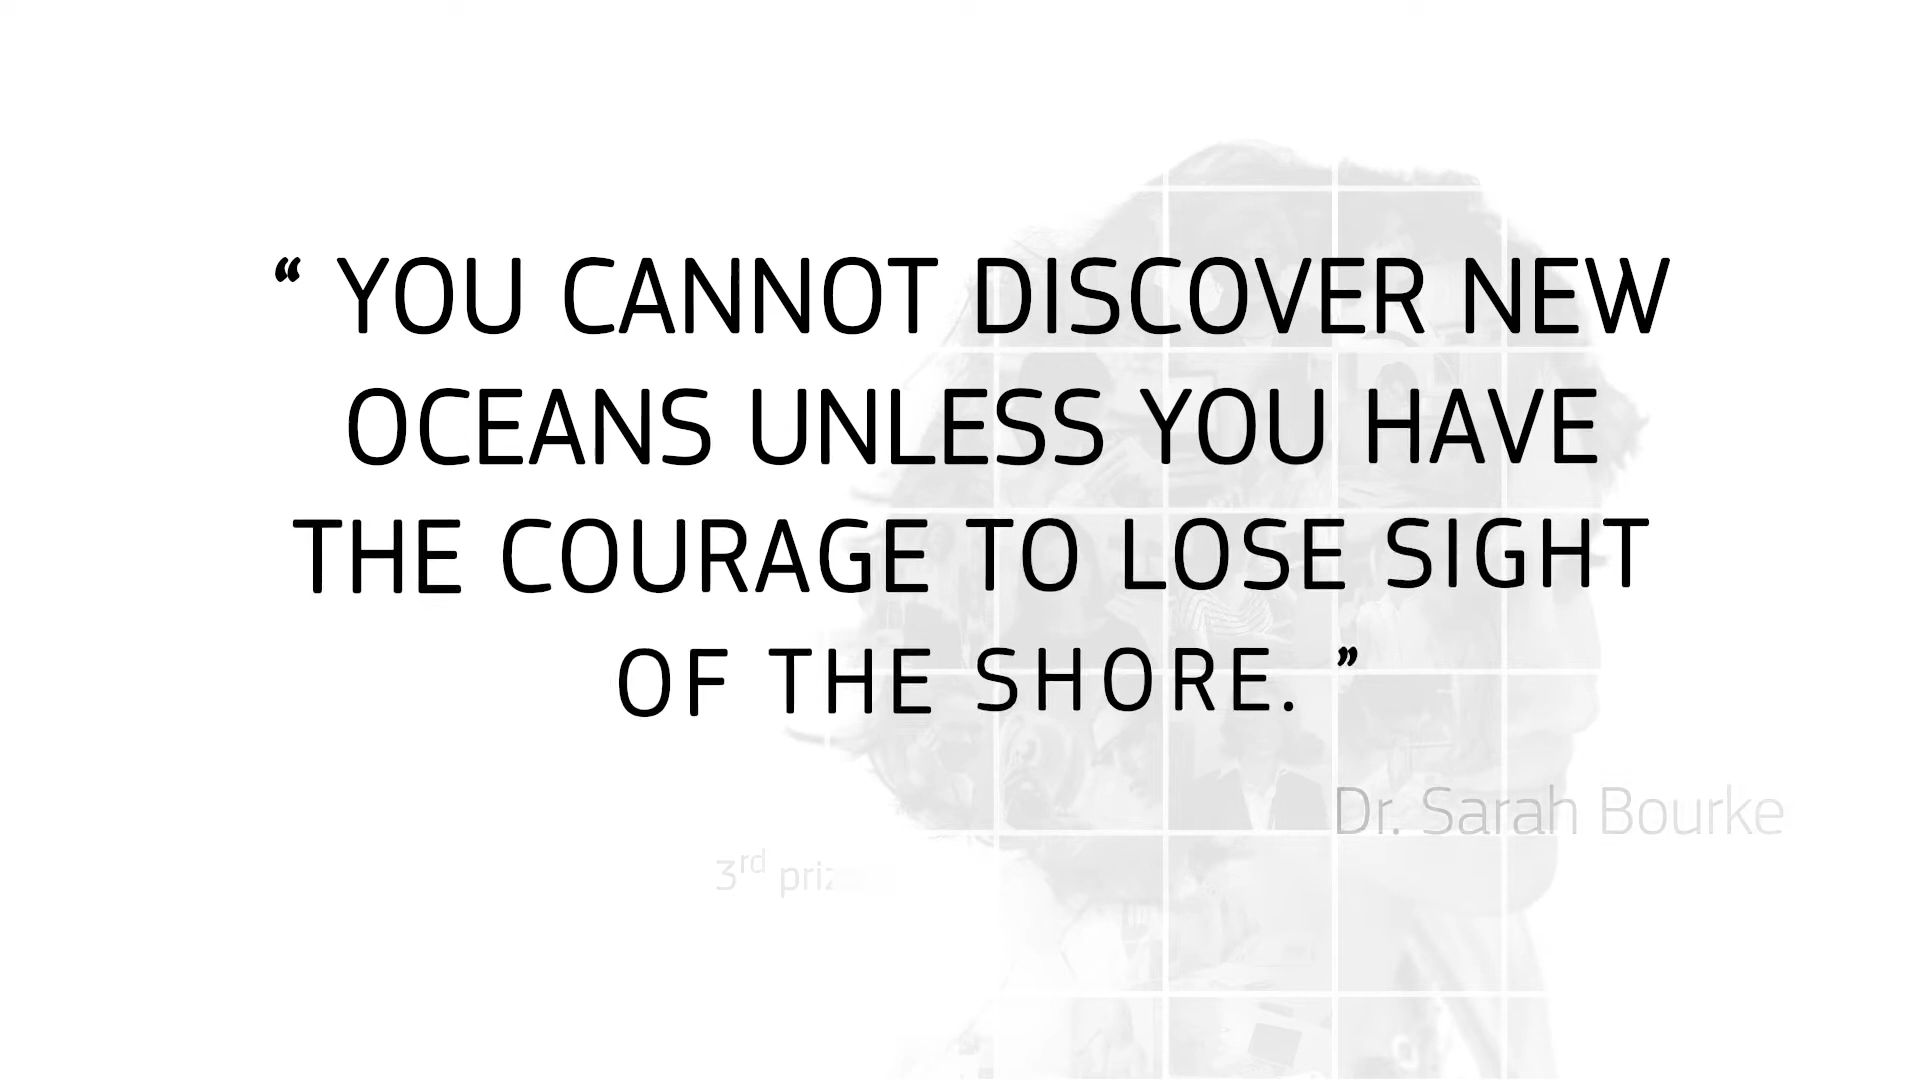 “ YOU CANNOT DISCOVER NEW
OCEANS UNLESS YOU HAVE
THE COURAGE TO LOSE SIGHT
OF THE SHORE. ”
Dr. Sarah Bourke
3rd